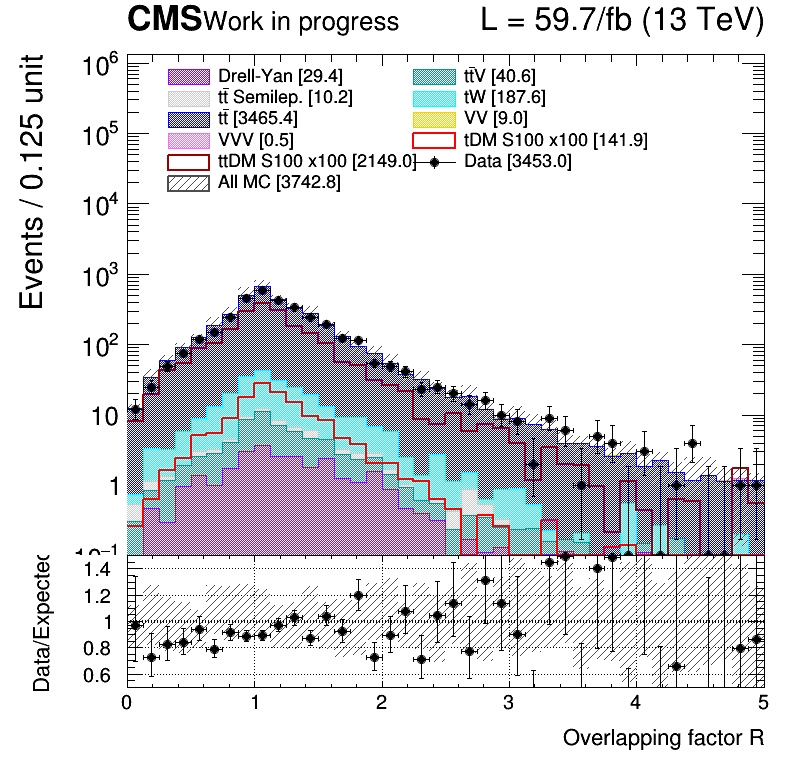 CMS Work in progress L = 59.7/fb (13 TeV)
Events / 0.125 unit
10⁶
10⁵
10⁴
10³
10²
10
1
10⁻¹
Drell-Yan [29.4] tt̄V [40.6]
tt̄ Semilep. [10.2] tW [187.6]
tt̄ [3465.4] VV [9.0]
VVV [0.5] tDM S100 x100 [141.9]
ttDM S100 x100 [2149.0] Data [3453.0]
All MC [3742.8]
Data/Expected
1.4
1.2
1
0.8
0.6
0 1 2 3 4 5
Overlapping factor R